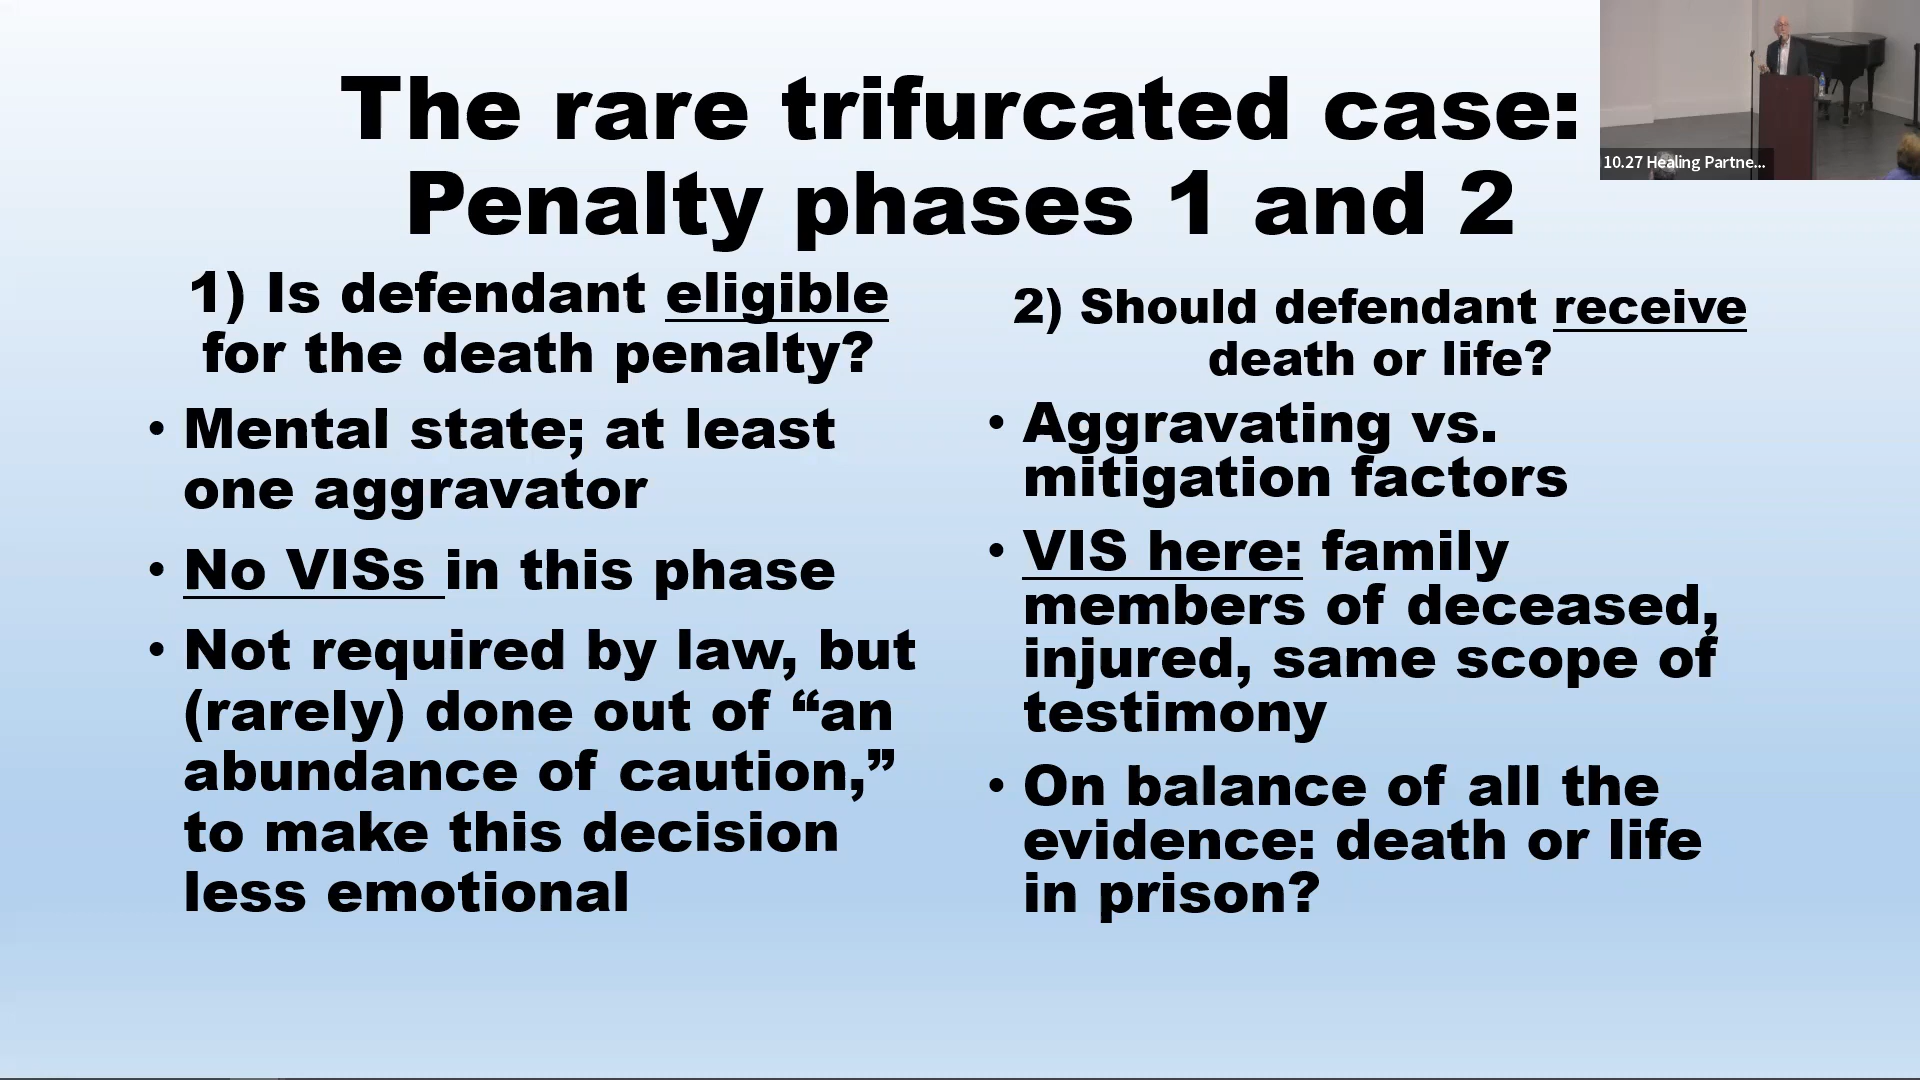 The rare trifurcated case:
Penalty phases 1 and 2
10.27 Healing Partne...
1) Is defendant eligible
for the death penalty?
• Mental state; at least
one aggravator
• No VISs in this phase
• Not required by law, but
(rarely) done out of “an
abundance of caution,”
to make this decision
less emotional
2) Should defendant receive
death or life?
• Aggravating vs.
mitigation factors
• VIS here: family
members of deceased,
injured, same scope of
testimony
• On balance of all the
evidence: death or life
in prison?